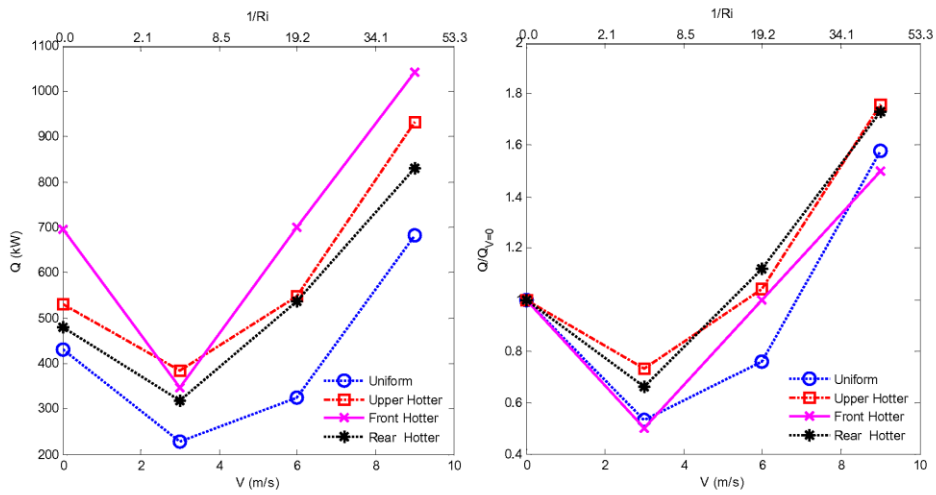 1/Ri
0.0 2.1 8.5 19.2 34.1 53.3
1100
1000
900
800
700
600
500
400
300
200
Q (kW)
0 2 4 6 8 10
V (m/s)
Uniform
Upper Hotter
Front Hotter
Rear Hotter
1/Ri
0.0 2.1 8.5 19.2 34.1 53.3
2
1.8
1.6
1.4
1.2
1
0.8
0.6
0.4
Q/Q_{V=0}
0 2 4 6 8 10
V (m/s)
Uniform
Upper Hotter
Front Hotter
Rear Hotter